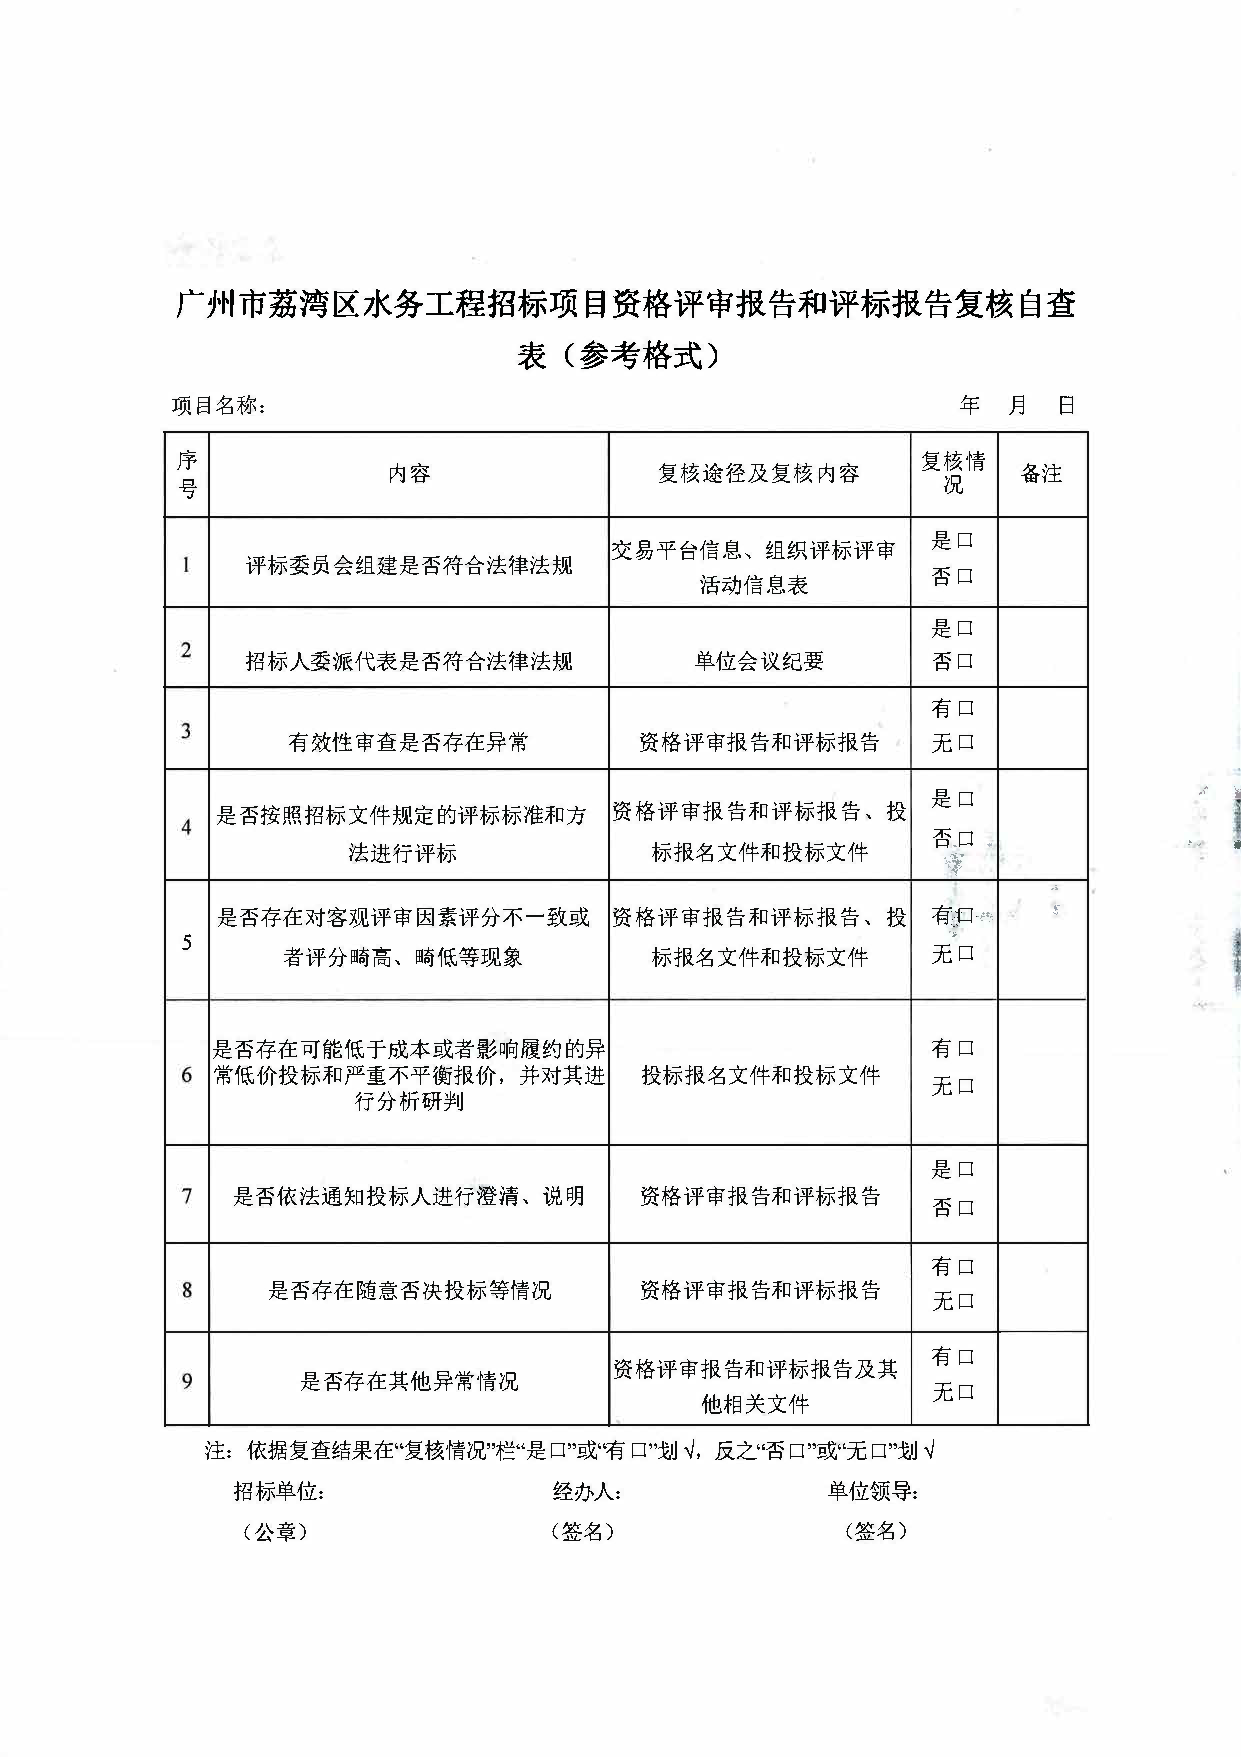 广州市荔湾区水务工程招标项目资格评审报告和评标报告复核自查
表（参考格式）
项目名称： 年 月 日
序号 内容 复核途径及复核内容 复核情况 备注
1 评标委员会组建是否符合法律法规 交易平台信息、组织评标评审活动信息表 是口 否口
2 招标人委派代表是否符合法律法规 单位会议纪要 是口 否口
3 有效性审查是否存在异常 资格评审报告和评标报告 有口 无口
4 是否按照招标文件规定的评标标准和方法进行评标 资格评审报告和评标报告、投标报名文件和投标文件 是口 否口
5 是否存在对客观评审因素评分不一致或者评分畸高、畸低等现象 资格评审报告和评标报告、投标报名文件和投标文件 有口 无口
6 是否存在可能低于成本或者影响履约的异常低价投标和严重不平衡报价，并对其进行分析研判 投标报名文件和投标文件 有口 无口
7 是否依法通知投标人进行澄清、说明 资格评审报告和评标报告 是口 否口
8 是否存在随意否决投标等情况 资格评审报告和评标报告 有口 无口
9 是否存在其他异常情况 资格评审报告和评标报告及其他相关文件 有口 无口
注：依据复查结果在“复核情况”栏“是口”或“有口”划√，反之“否口”或“无口”划√
招标单位： 经办人： 单位领导：
（公章） （签名） （签名）